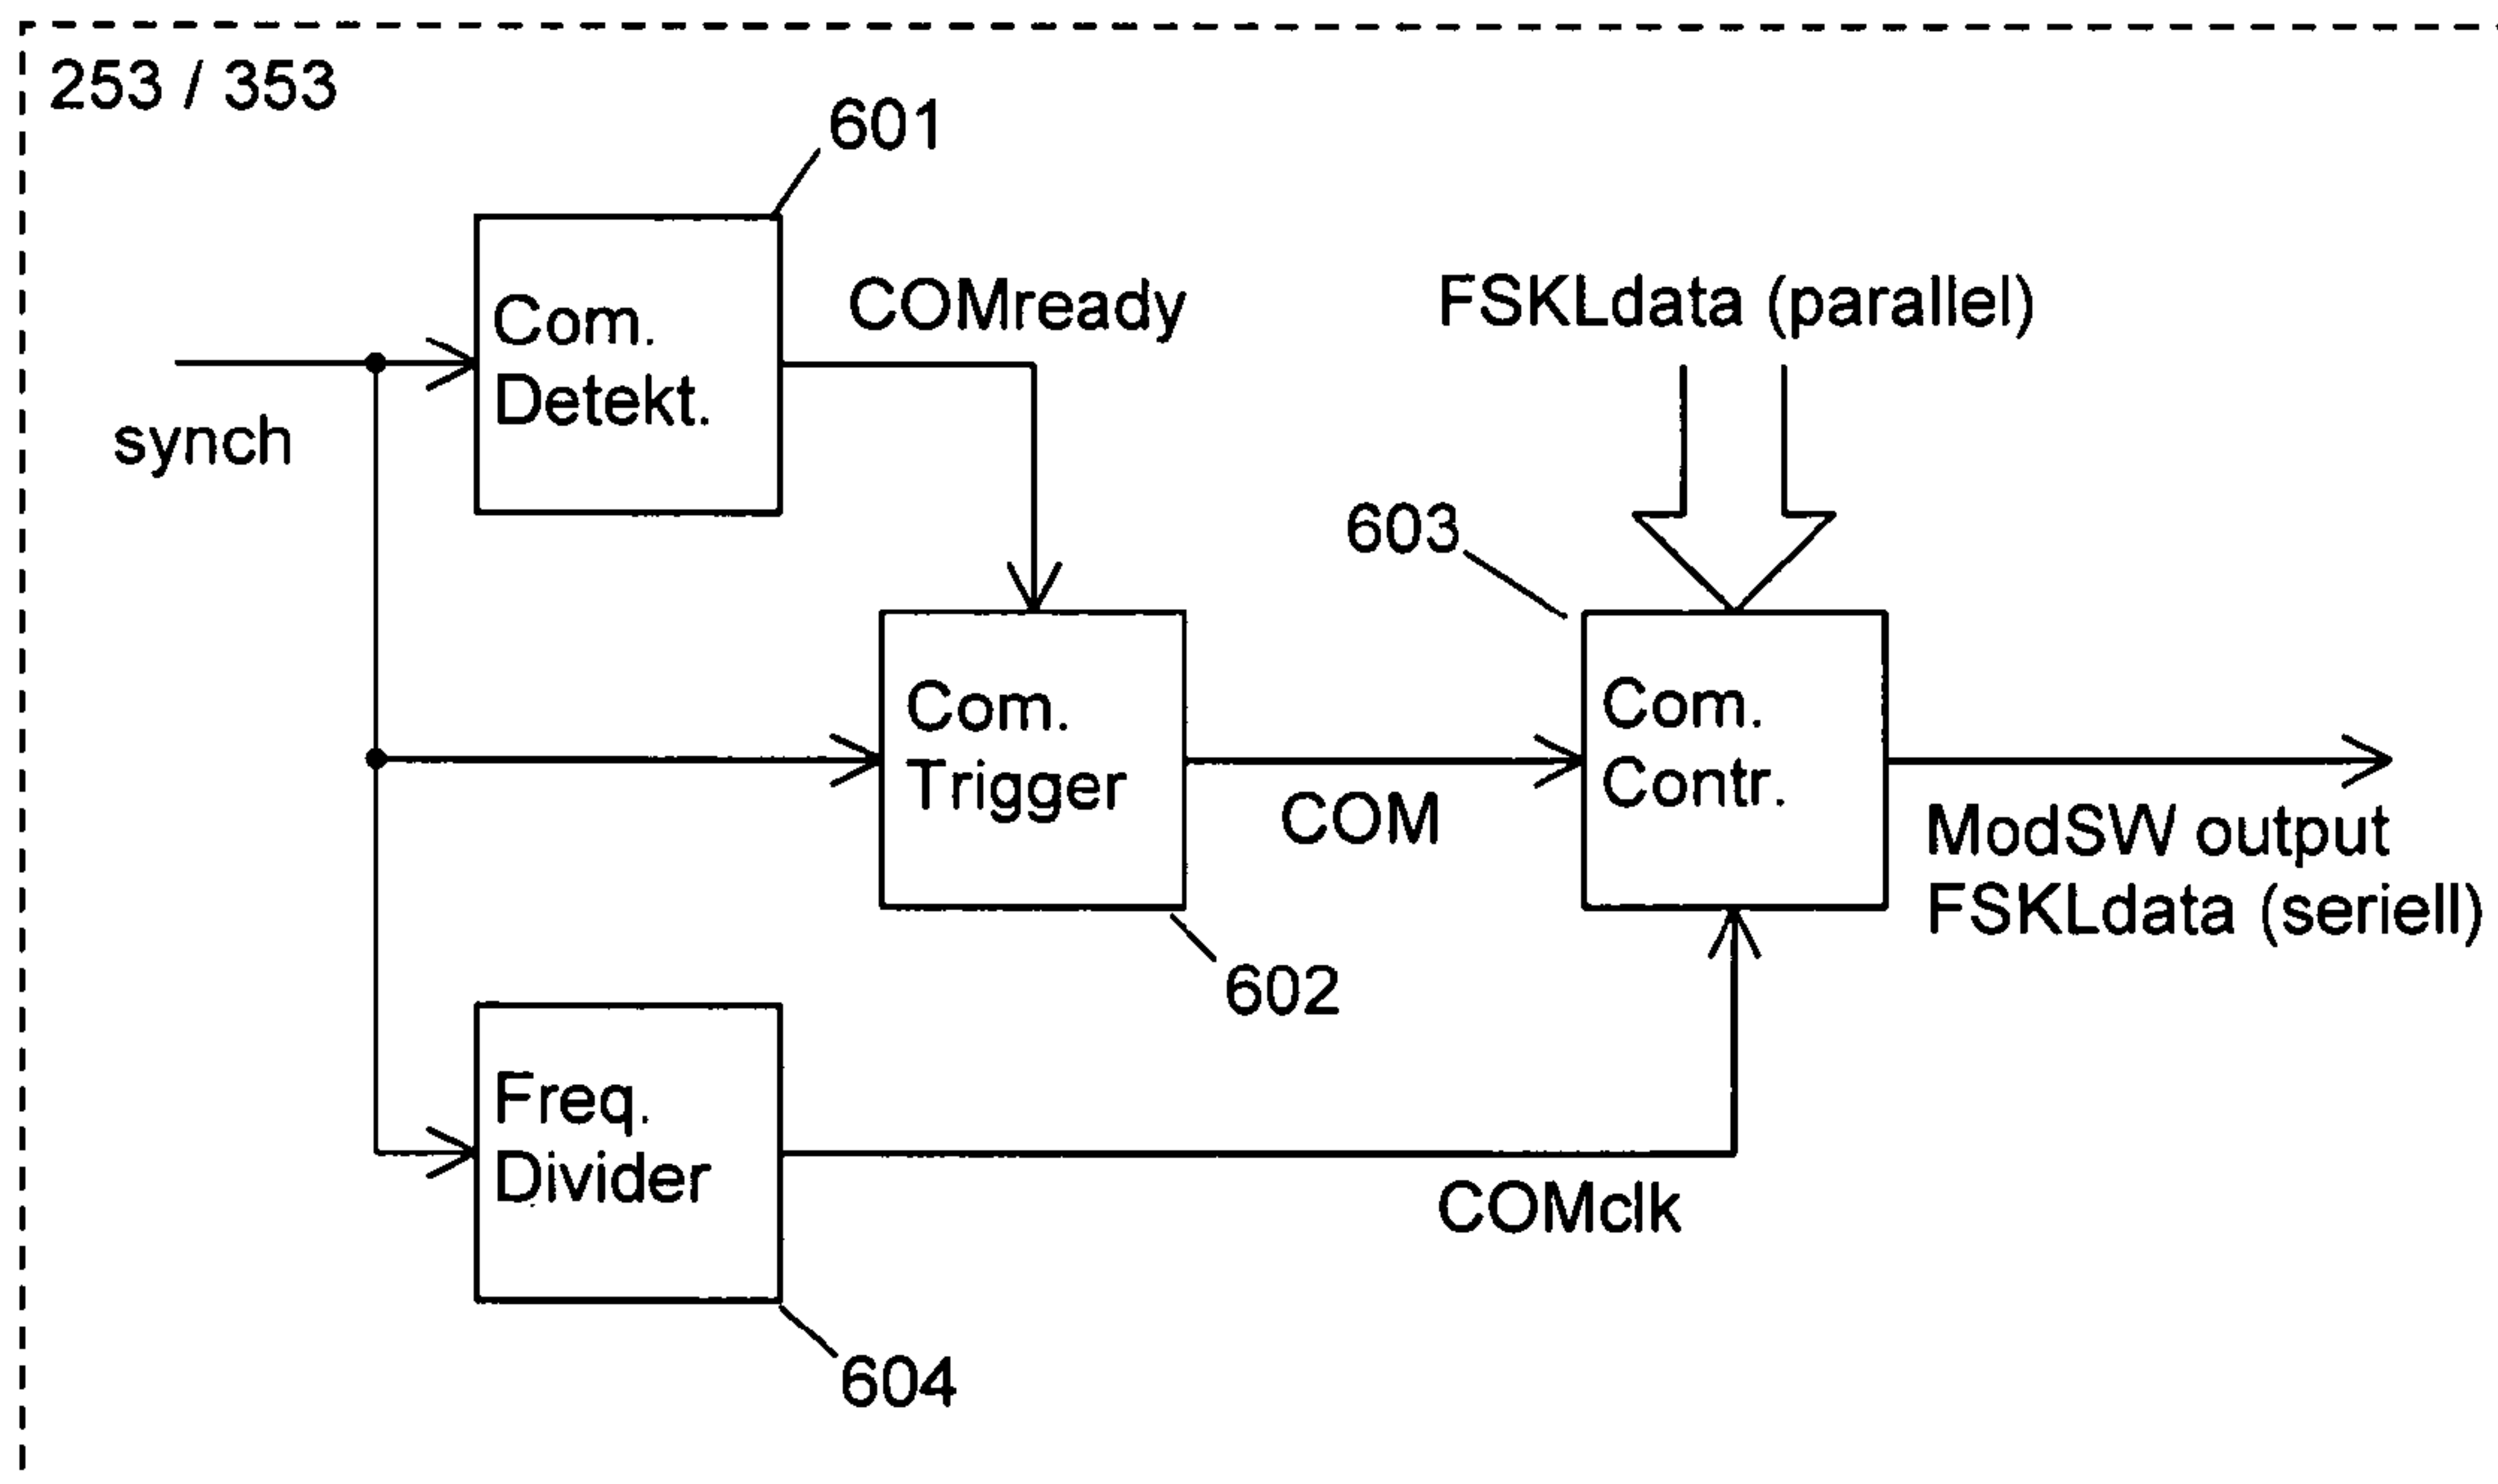 253 / 353
601
Com.
Detekt.
COMready
FSKLdata (parallel)
synch
603
Com.
Trigger
COM
Com.
Contr.
ModSW output
FSKLdata (seriell)
602
Freq.
Divider
COMclk
604